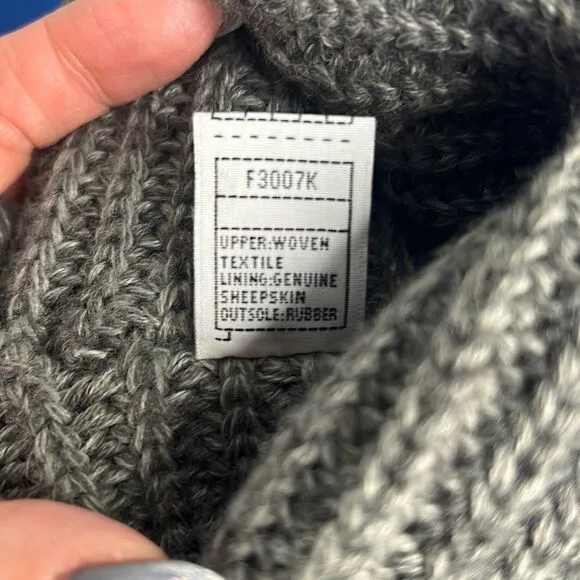 F3007K
UPPER:WOVEN
TEXTILE
LINING:GENUINE
SHEEPSKIN
OUTSOLE:RUBBER